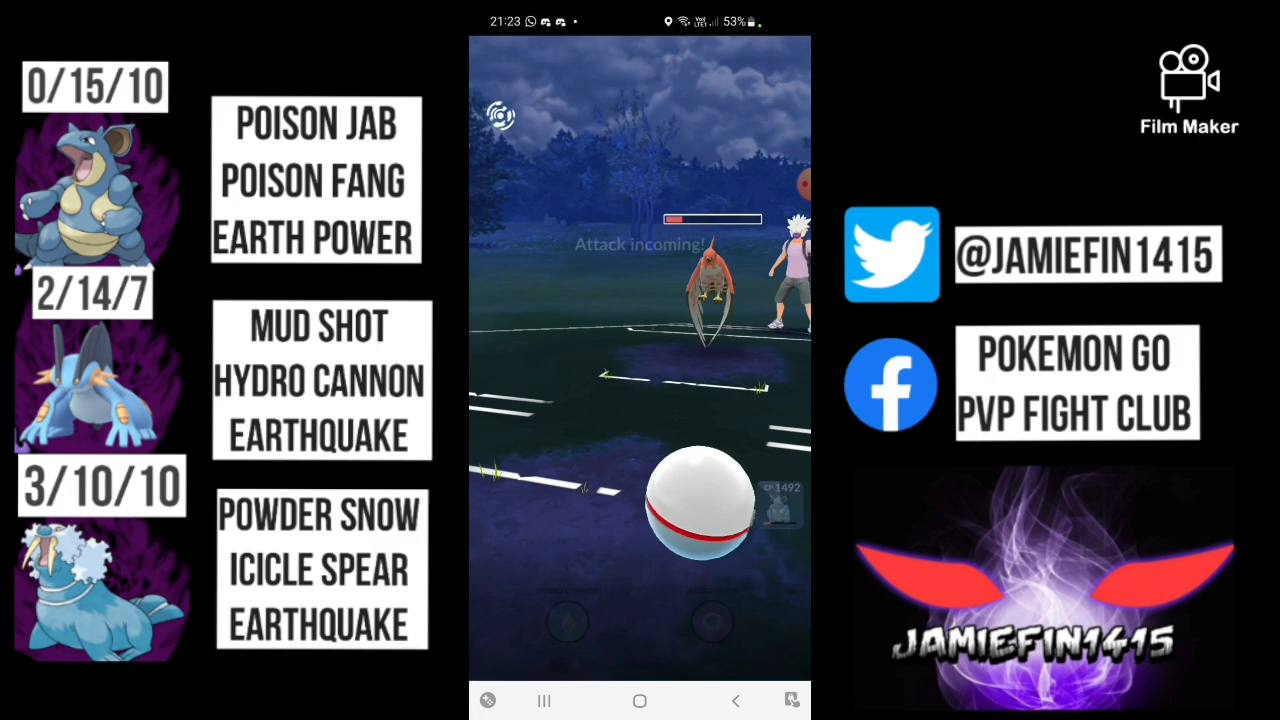 0/15/10
POISON JAB
POISON FANG
EARTH POWER
2/14/7
MUD SHOT
HYDRO CANNON
EARTHQUAKE
3/10/10
POWDER SNOW
ICICLE SPEAR
EARTHQUAKE
21:23
53%
Attack incoming!
CP 1492
Film Maker
@JAMIEFIN1415
POKEMON GO
PVP FIGHT CLUB
JAMIEFIN1415